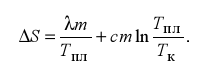 ΔS = λm/T_пл + cm ln T_пл/T_к.